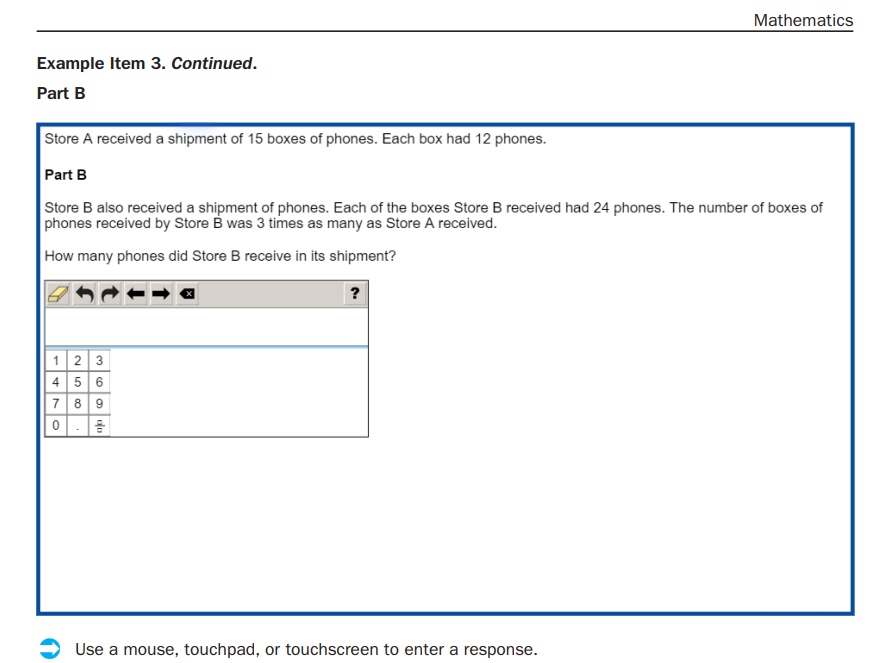 Mathematics
Example Item 3. Continued.
Part B
Store A received a shipment of 15 boxes of phones. Each box had 12 phones.
Part B
Store B also received a shipment of phones. Each of the boxes Store B received had 24 phones. The number of boxes of
phones received by Store B was 3 times as many as Store A received.
How many phones did Store B receive in its shipment?
?
1 2 3
4 5 6
7 8 9
0 .
Use a mouse, touchpad, or touchscreen to enter a response.